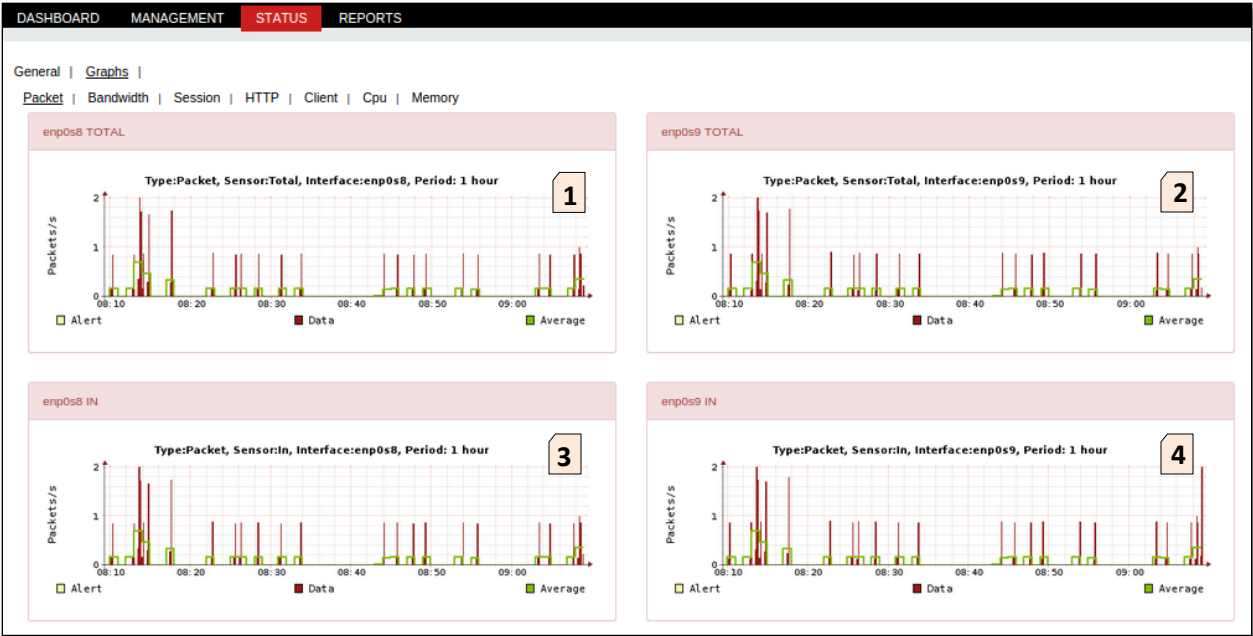 DASHBOARD MANAGEMENT STATUS REPORTS
General | Graphs |
Packet | Bandwidth | Session | HTTP | Client | Cpu | Memory
enp0s8 TOTAL
Type:Packet, Sensor:Total, Interface:enp0s8, Period: 1 hour
1
Packets/s
2
1
0
08:10 08:20 08:30 08:40 08:50 09:00
Alert Data Average
enp0s9 TOTAL
Type:Packet, Sensor:Total, Interface:enp0s9, Period: 1 hour
2
Packets/s
2
1
0
08:10 08:20 08:30 08:40 08:50 09:00
Alert Data Average
enp0s8 IN
Type:Packet, Sensor:In, Interface:enp0s8, Period: 1 hour
3
Packets/s
2
1
0
08:10 08:20 08:30 08:40 08:50 09:00
Alert Data Average
enp0s9 IN
Type:Packet, Sensor:In, Interface:enp0s9, Period: 1 hour
4
Packets/s
2
1
0
08:10 08:20 08:30 08:40 08:50 09:00
Alert Data Average